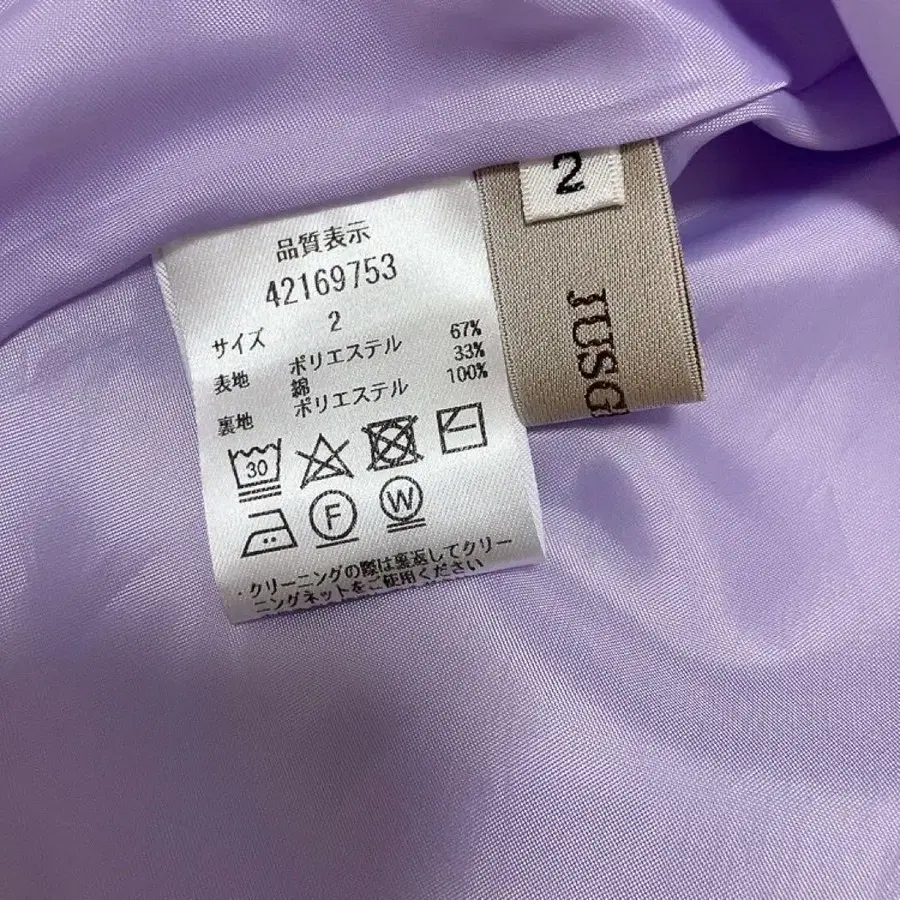 品質表示
42169753
サイズ 2
表地 ポリエステル 67%
綿 33%
裏地 ポリエステル 100%
30
F
W
・クリーニングの際は裏返してクリー
ニングネットをご使用ください
2
JUSG